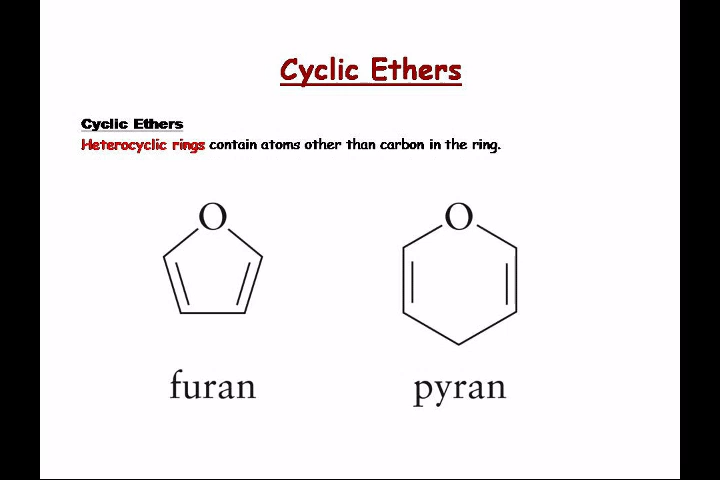 Cyclic Ethers
Cyclic Ethers
Heterocyclic rings contain atoms other than carbon in the ring.
O O
furan pyran